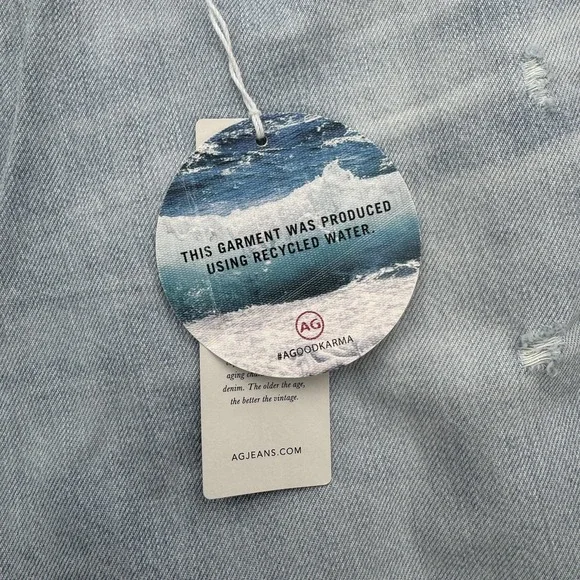 THIS GARMENT WAS PRODUCED
USING RECYCLED WATER.
AG
#AGOODKARMA
aging
denim. The older the age,
the better the vintage.
AGJEANS.COM